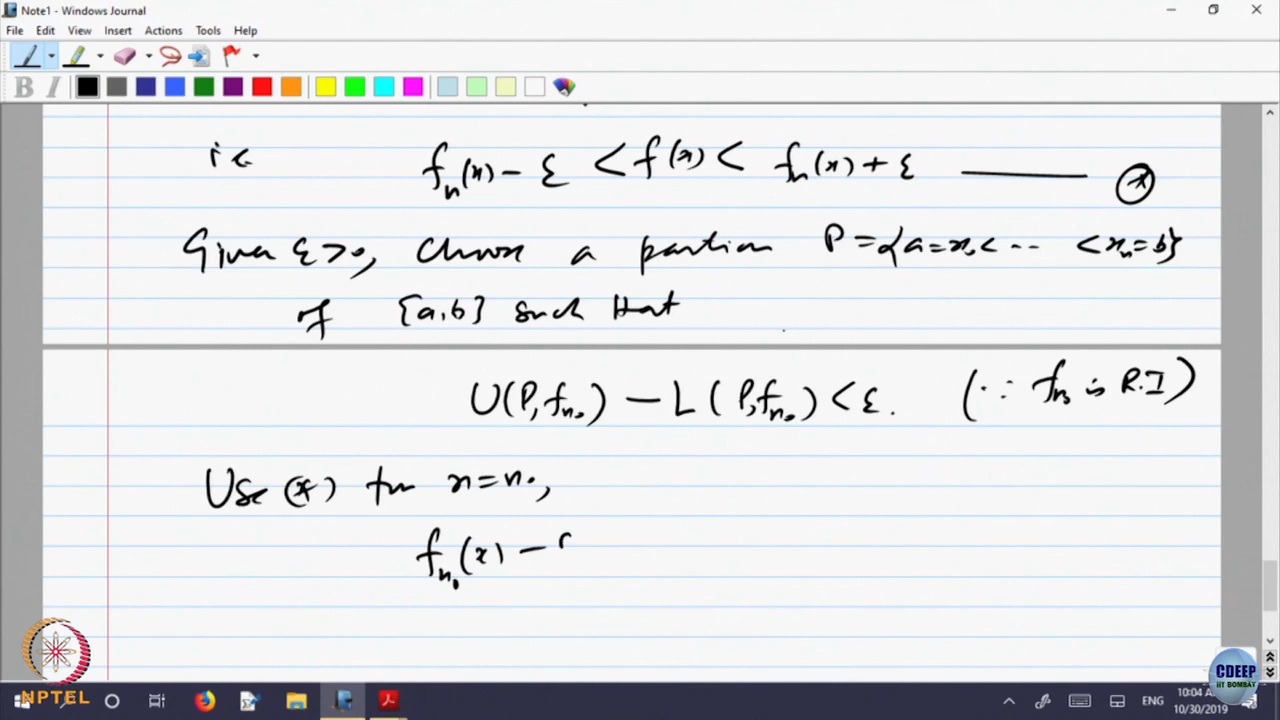 Note1 - Windows Journal
File Edit View Insert Actions Tools Help
B I
i e fₙ(x) - ε < f(x) < fₙ(x) + ε ——— (*)
Given ε>0, choose a partion P = {a=x₀< ... <xₙ=b}
of [a,b] such that
U(P, fₙ₀) - L(P, fₙ₀) < ε. (∵ fₙ₀ is R.I)
Use (*) for n=n₀,
fₙ₀(x) -
NPTEL
CDEEP
IIT BOMBAY
ENG
10:04 A
10/30/2019